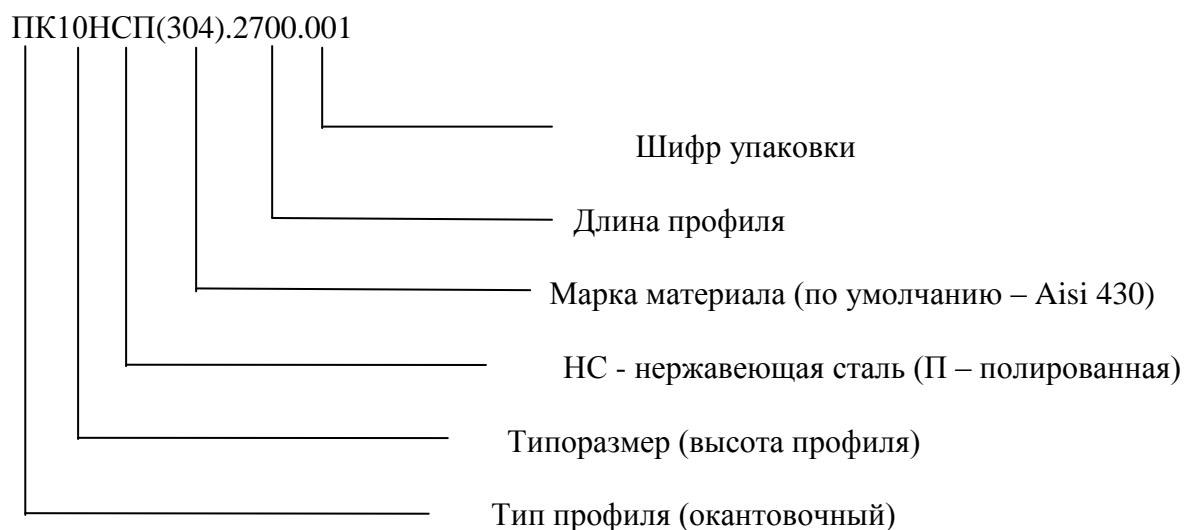 ПК10НСП(304).2700.001
Шифр упаковки
Длина профиля
Марка материала (по умолчанию – Aisi 430)
НС - нержавеющая сталь (П – полированная)
Типоразмер (высота профиля)
Тип профиля (окантовочный)